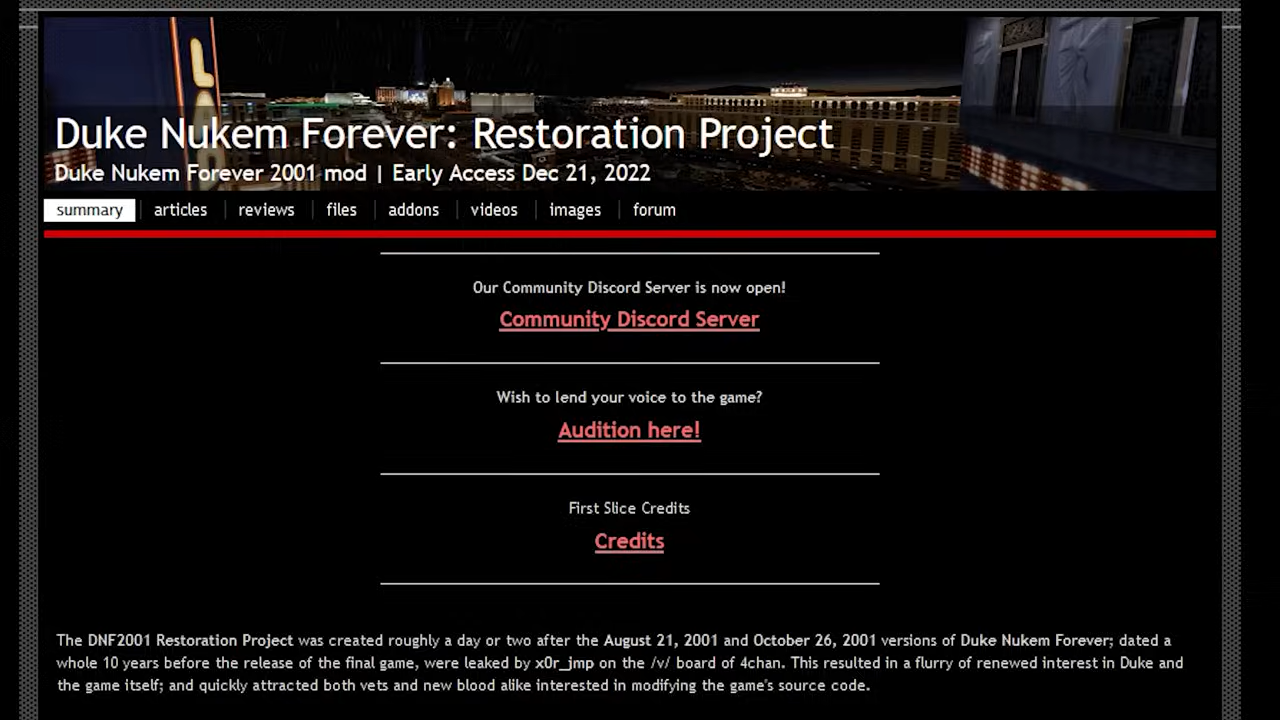 Duke Nukem Forever: Restoration Project
Duke Nukem Forever 2001 mod | Early Access Dec 21, 2022
summary articles reviews files addons videos images forum
Our Community Discord Server is now open!
Community Discord Server
Wish to lend your voice to the game?
Audition here!
First Slice Credits
Credits
The DNF2001 Restoration Project was created roughly a day or two after the August 21, 2001 and October 26, 2001 versions of Duke Nukem Forever; dated a
whole 10 years before the release of the final game, were leaked by x0r_jmp on the /v/ board of 4chan. This resulted in a flurry of renewed interest in Duke and
the game itself; and quickly attracted both vets and new blood alike interested in modifying the game's source code.